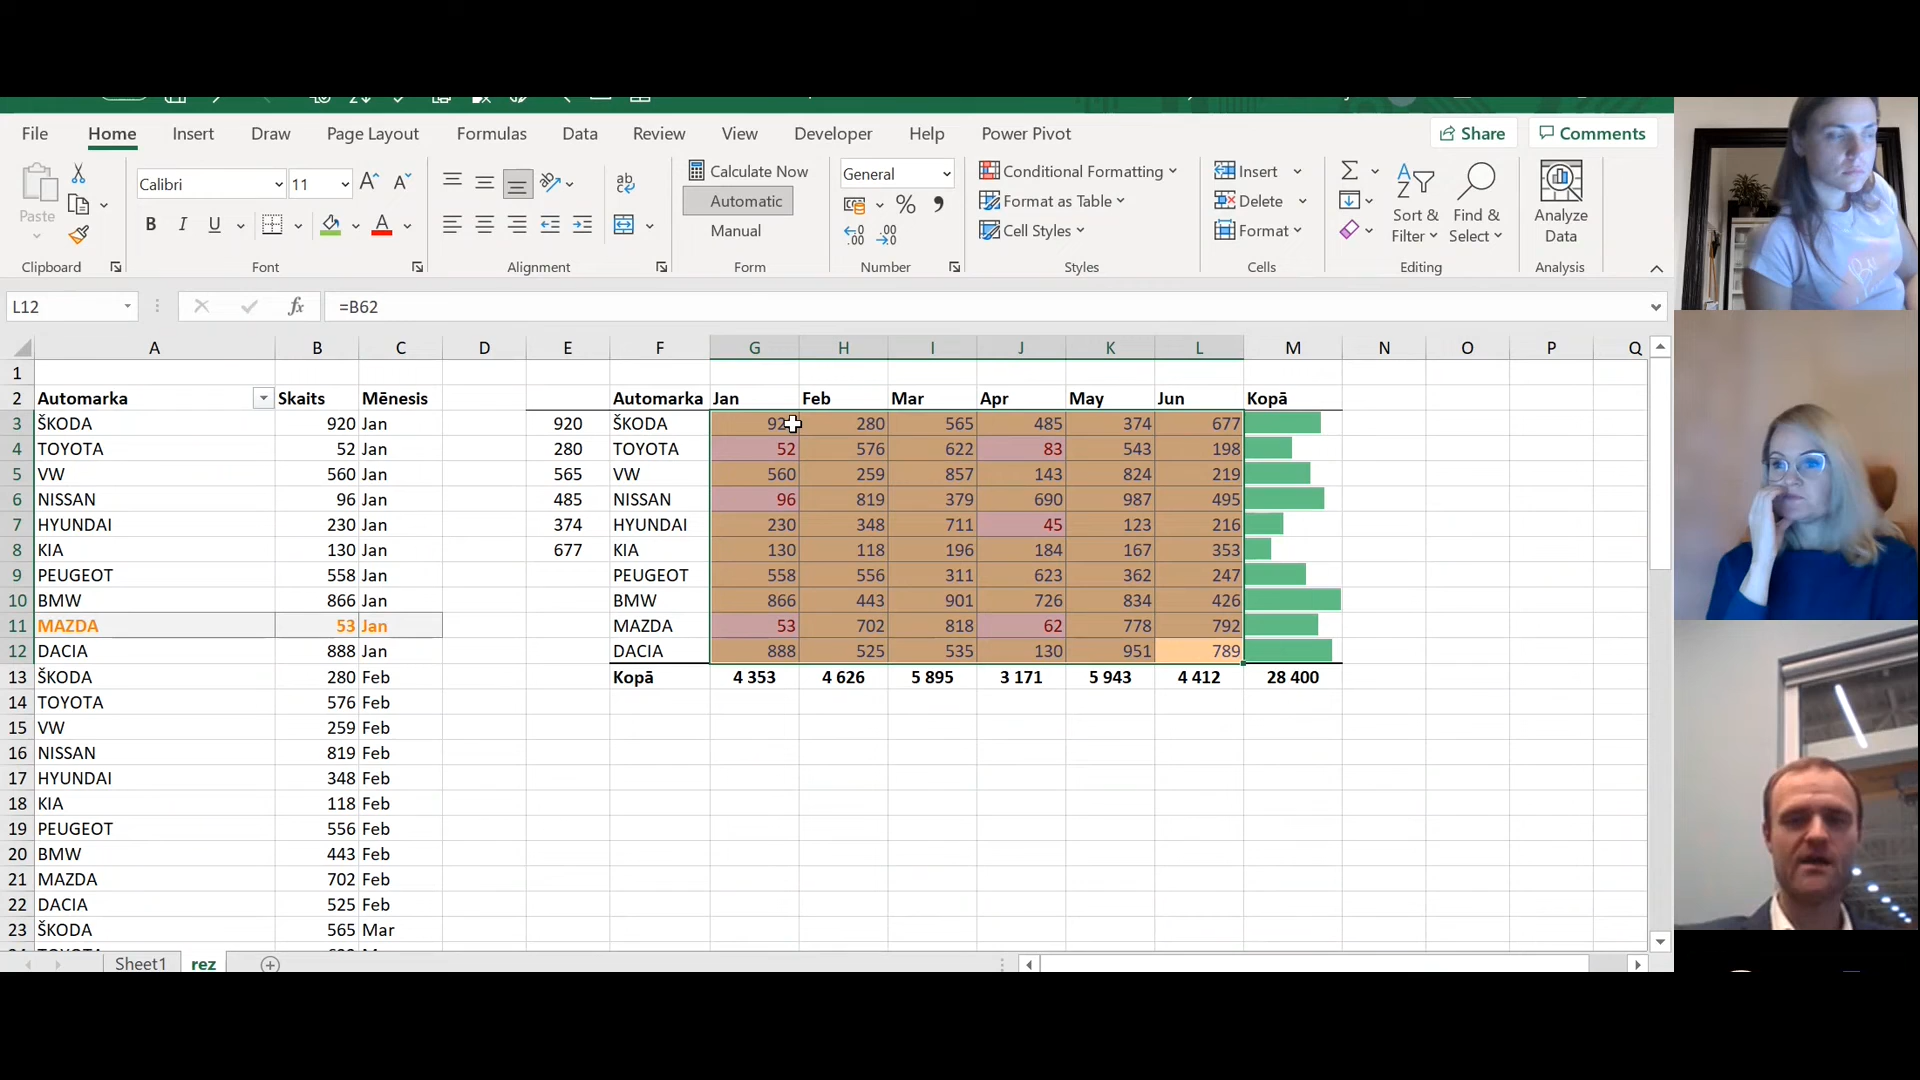 File Home Insert Draw Page Layout Formulas Data Review View Developer Help Power Pivot Share Comments
Paste
Clipboard
Calibri 11
B I U
Font
Alignment
Calculate Now
Automatic
Manual
Form
General
Number
Conditional Formatting
Format as Table
Cell Styles
Styles
Insert
Delete
Format
Cells
Sort & Filter
Find & Select
Editing
Analyze Data
Analysis
L12 fx =B62
A B C D E F G H I J K L M N O P Q
1
2 Automarka Skaits Mēnesis Automarka Jan Feb Mar Apr May Jun Kopā
3 ŠKODA 920 Jan 920 ŠKODA 280 565 485 374 677
4 TOYOTA 52 Jan 280 TOYOTA 52 576 622 83 543 198
5 VW 560 Jan 565 VW 560 259 857 143 824 219
6 NISSAN 96 Jan 485 NISSAN 96 819 379 690 987 495
7 HYUNDAI 230 Jan 374 HYUNDAI 230 348 711 45 123 216
8 KIA 130 Jan 677 KIA 130 118 196 184 167 353
9 PEUGEOT 558 Jan PEUGEOT 558 556 311 623 362 247
10 BMW 866 Jan BMW 866 443 901 726 834 426
11 MAZDA 53 Jan MAZDA 53 702 818 62 778 792
12 DACIA 888 Jan DACIA 888 525 535 130 951 789
13 ŠKODA 280 Feb Kopā 4 353 4 626 5 895 3 171 5 943 4 412 28 400
14 TOYOTA 576 Feb
15 VW 259 Feb
16 NISSAN 819 Feb
17 HYUNDAI 348 Feb
18 KIA 118 Feb
19 PEUGEOT 556 Feb
20 BMW 443 Feb
21 MAZDA 702 Feb
22 DACIA 525 Feb
23 ŠKODA 565 Mar
Sheet1 rez